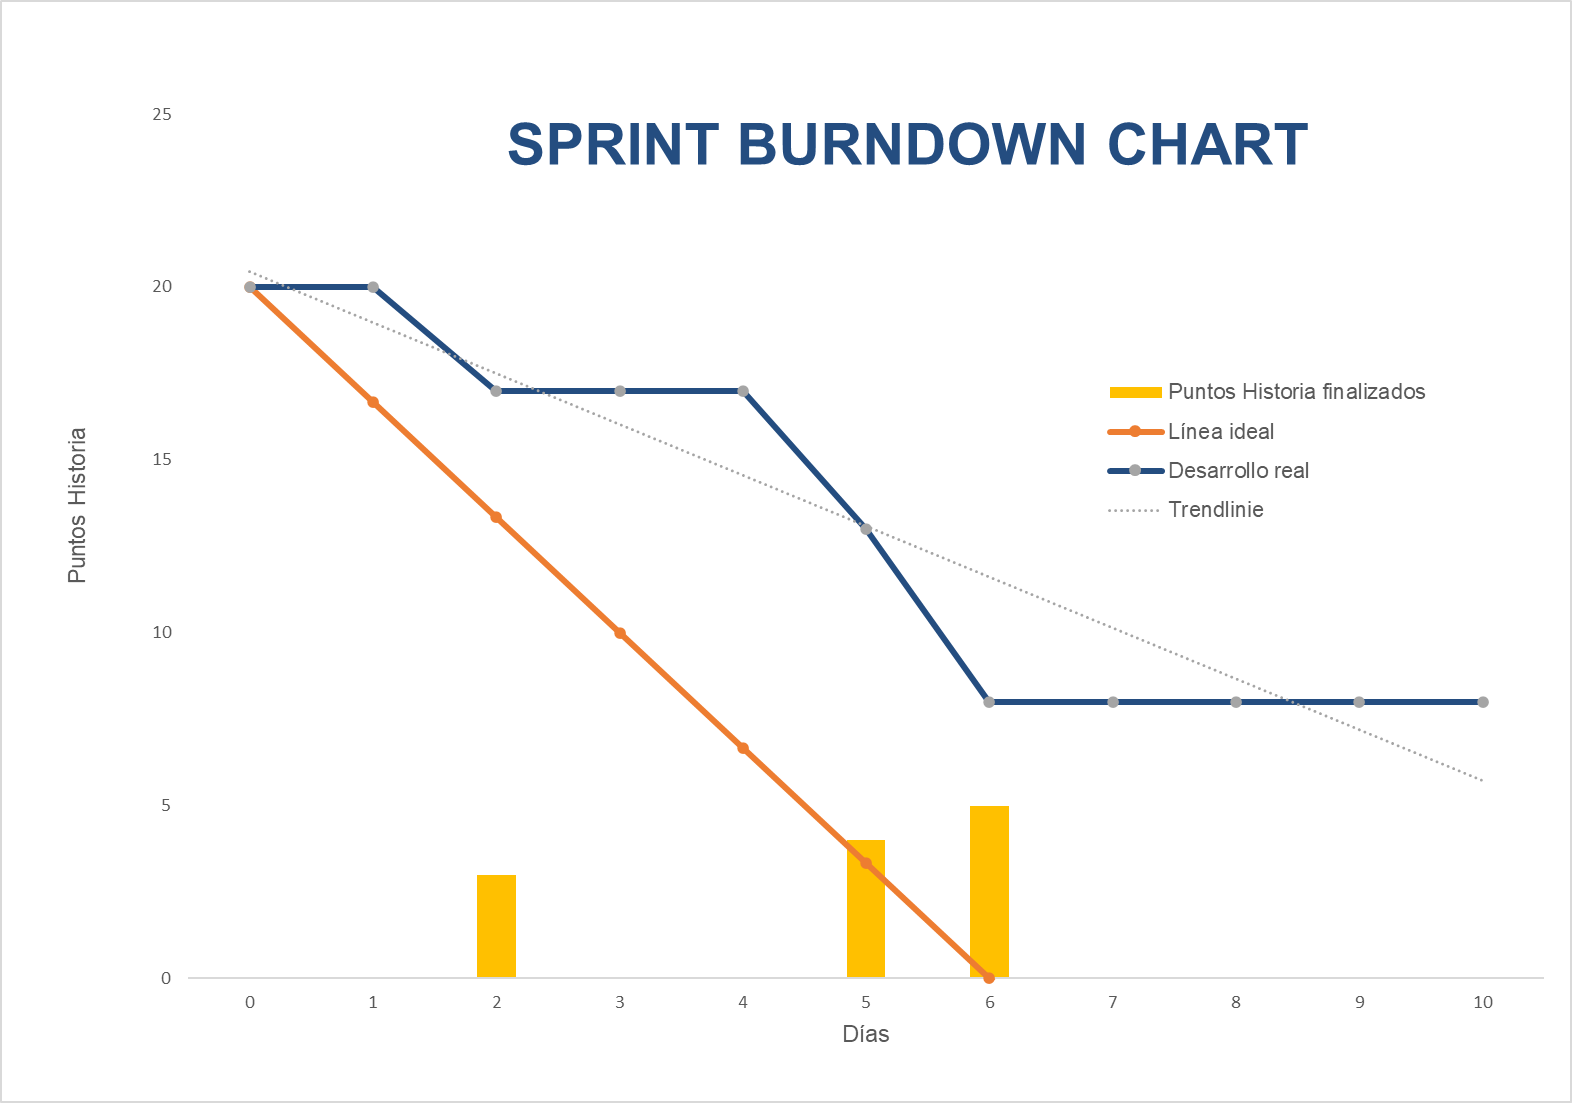 SPRINT BURNDOWN CHART
25
20
15
10
5
0
Puntos Historia
Puntos Historia finalizados
Línea ideal
Desarrollo real
Trendlinie
0 1 2 3 4 5 6 7 8 9 10
Días